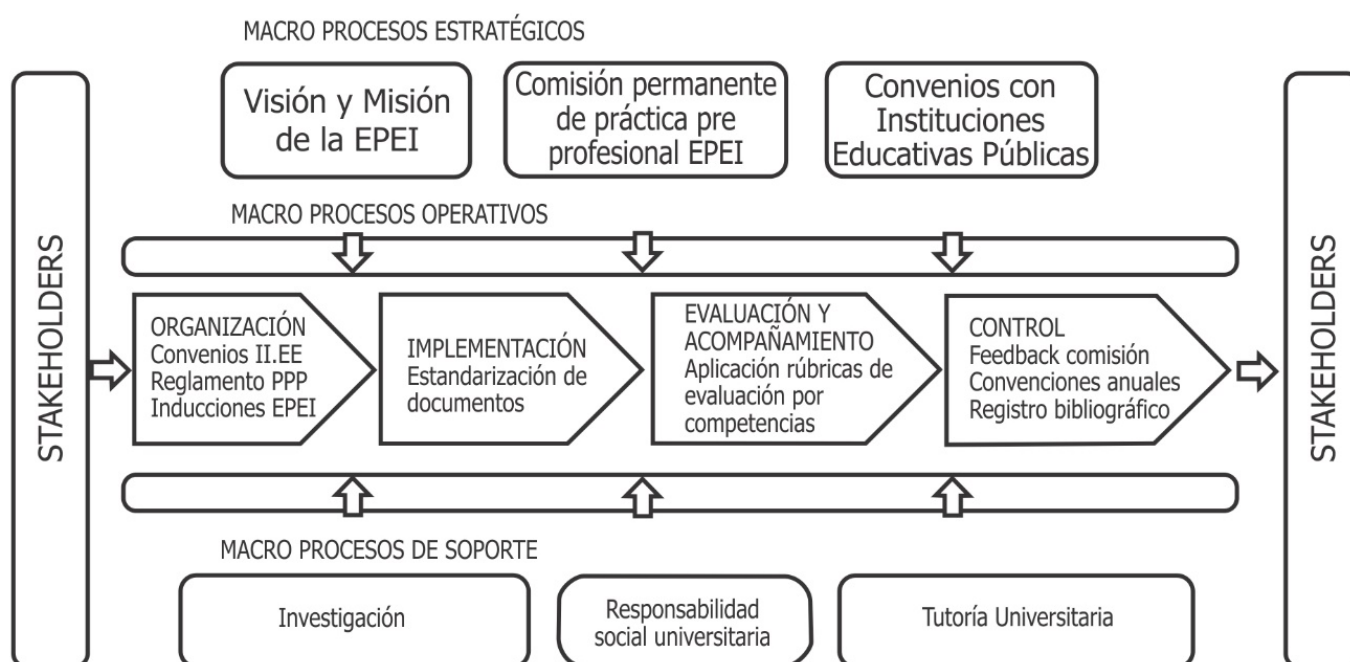 MACRO PROCESOS ESTRATÉGICOS
Visión y Misión
de la EPEI
Comisión permanente
de práctica pre
profesional EPEI
Convenios con
Instituciones
Educativas Públicas
MACRO PROCESOS OPERATIVOS
STAKEHOLDERS
ORGANIZACIÓN
Convenios II.EE
Reglamento PPP
Inducciones EPEI
IMPLEMENTACIÓN
Estandarización de
documentos
EVALUACIÓN Y
ACOMPAÑAMIENTO
Aplicación rúbricas de
evaluación por
competencias
CONTROL
Feedback comisión
Convenciones anuales
Registro bibliográfico
STAKEHOLDERS
MACRO PROCESOS DE SOPORTE
Investigación
Responsabilidad
social universitaria
Tutoría Universitaria